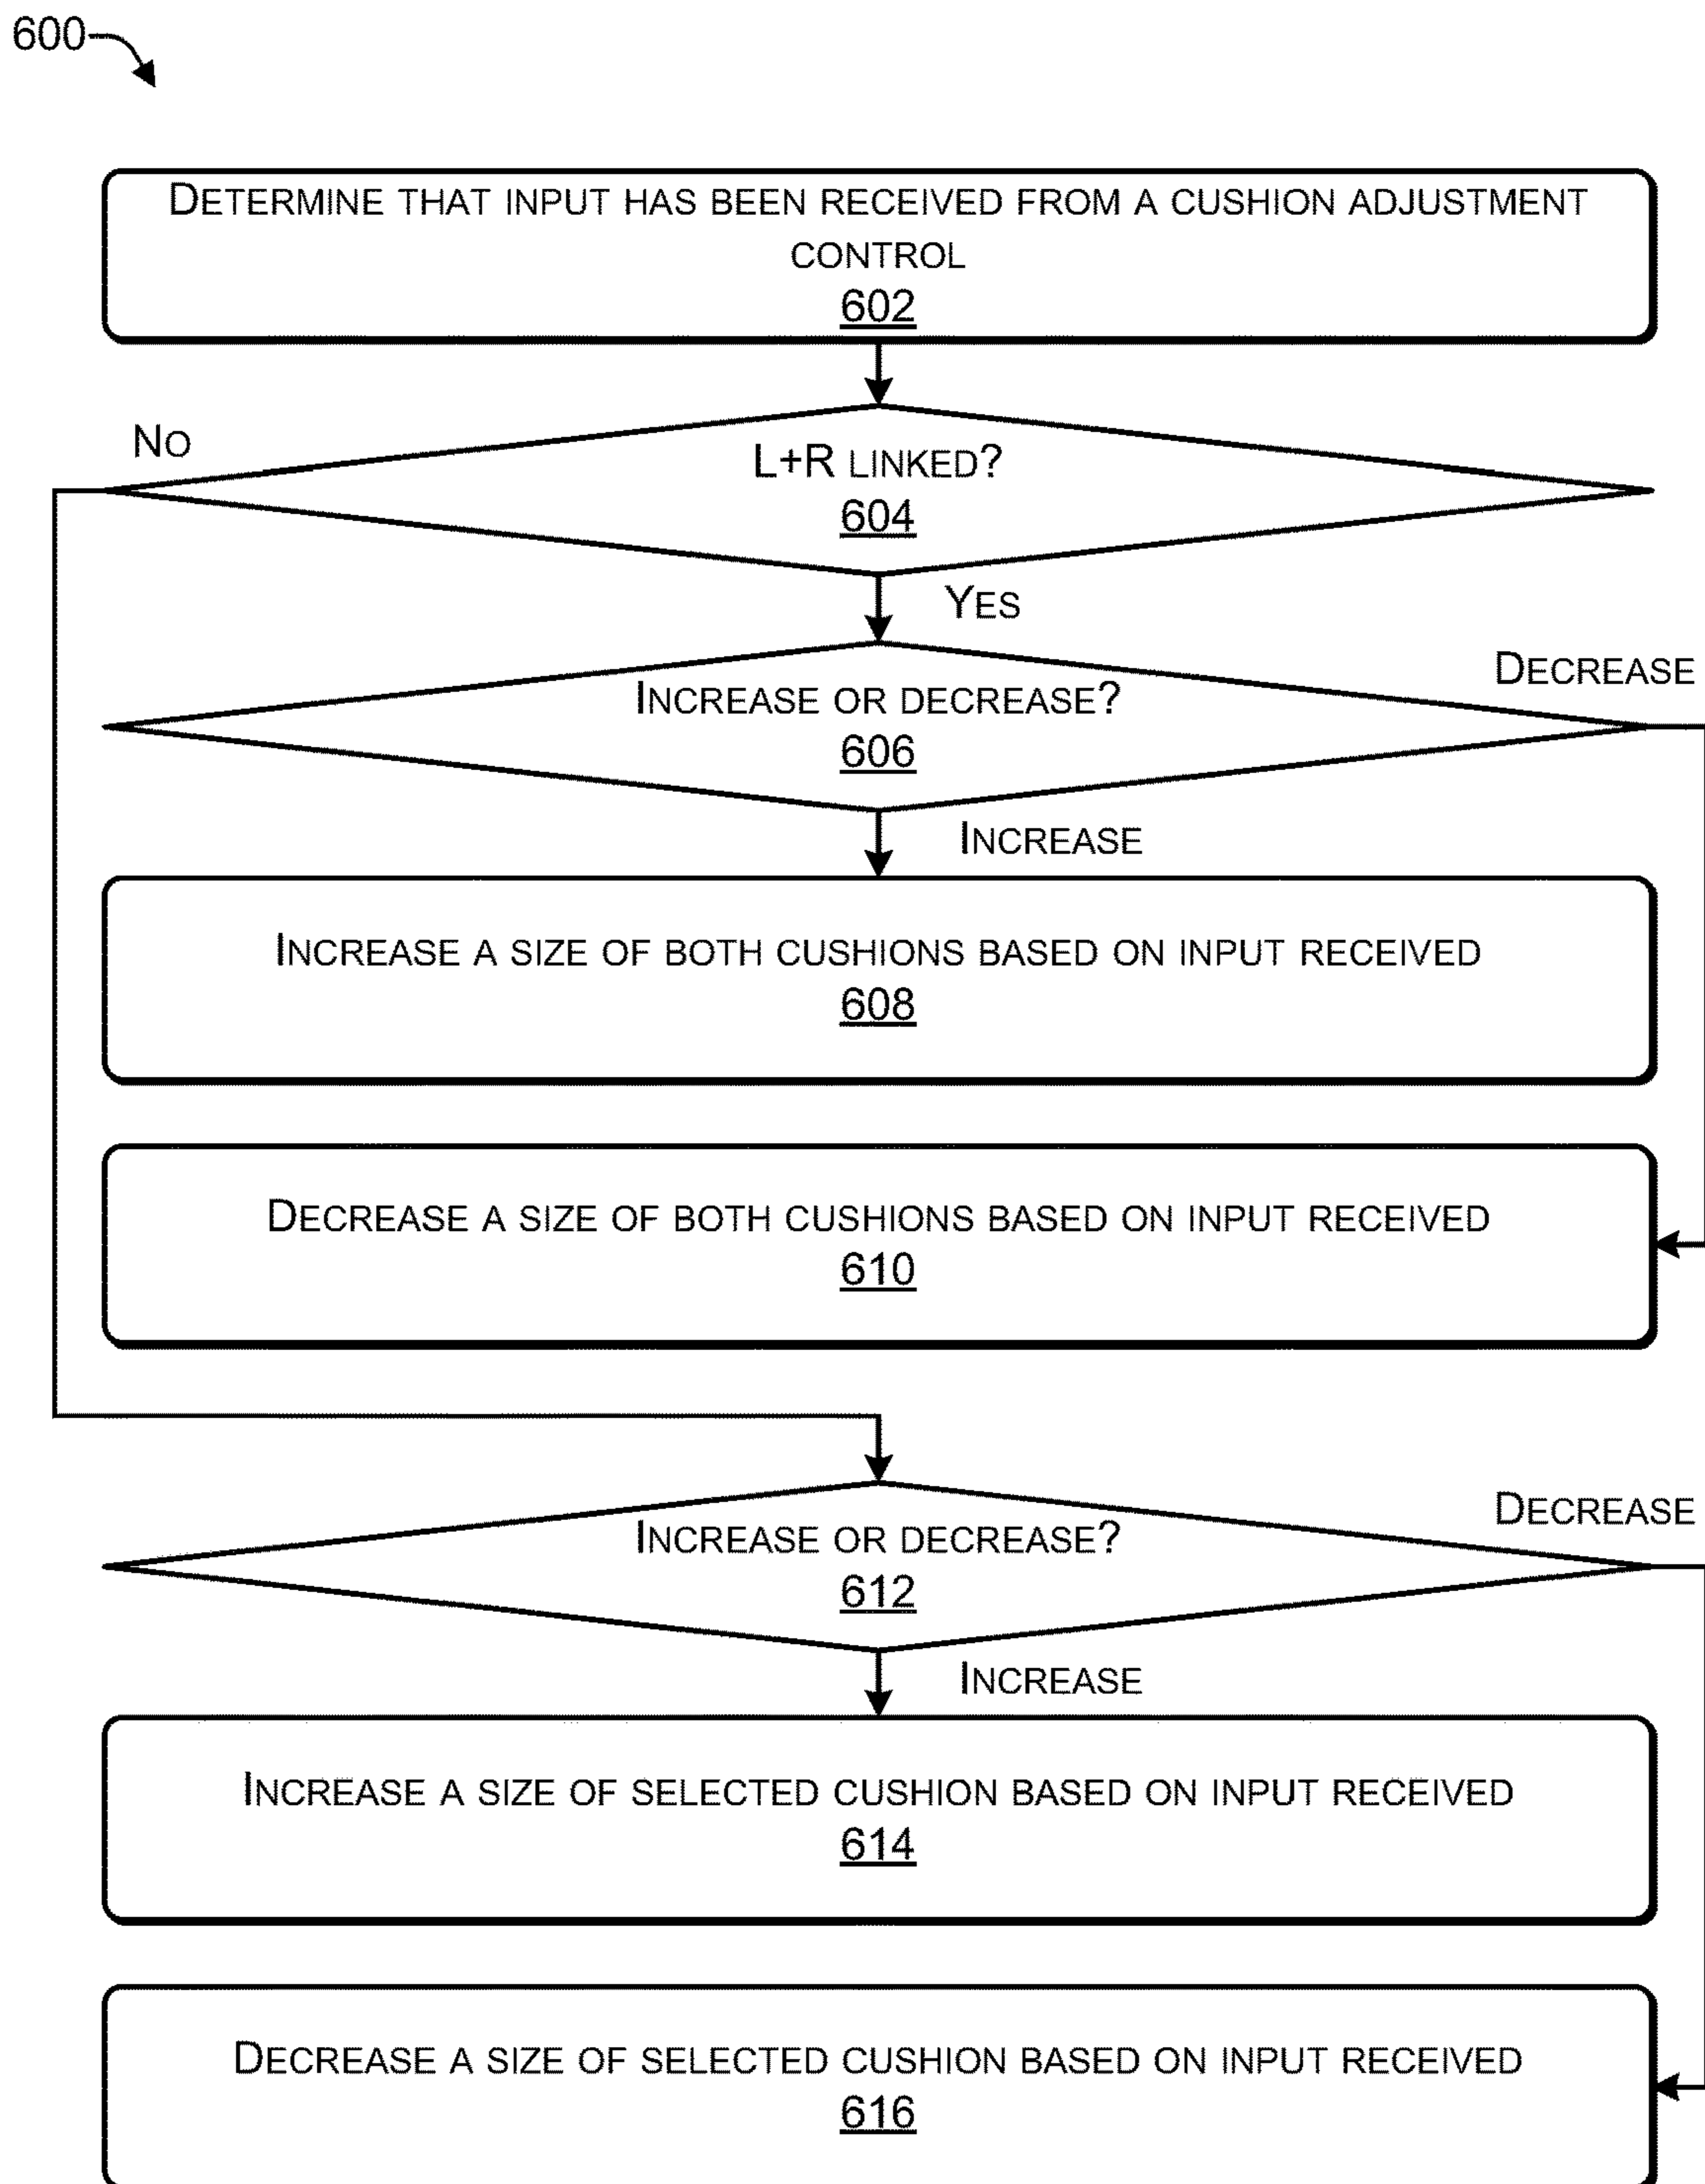 600
DETERMINE THAT INPUT HAS BEEN RECEIVED FROM A CUSHION ADJUSTMENT
CONTROL
602
NO
L+R LINKED?
604
YES
DECREASE
INCREASE OR DECREASE?
606
INCREASE
INCREASE A SIZE OF BOTH CUSHIONS BASED ON INPUT RECEIVED
608
DECREASE A SIZE OF BOTH CUSHIONS BASED ON INPUT RECEIVED
610
DECREASE
INCREASE OR DECREASE?
612
INCREASE
INCREASE A SIZE OF SELECTED CUSHION BASED ON INPUT RECEIVED
614
DECREASE A SIZE OF SELECTED CUSHION BASED ON INPUT RECEIVED
616